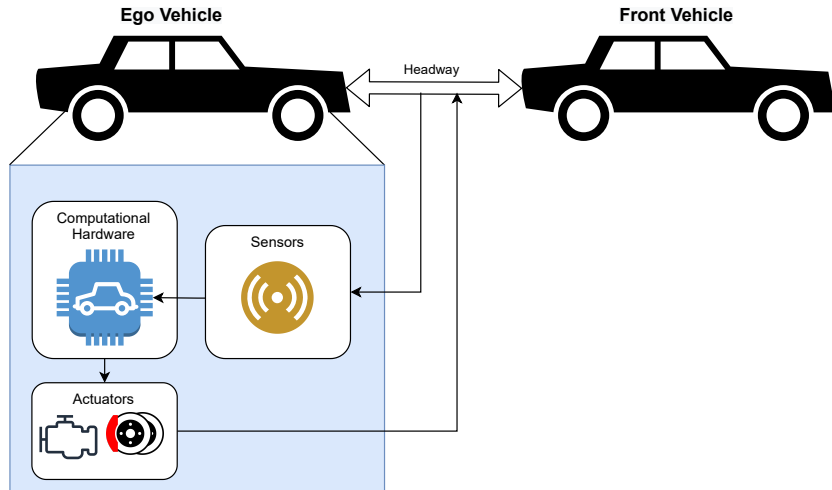 Ego Vehicle
Front Vehicle
Headway
Computational
Hardware
Sensors
Actuators